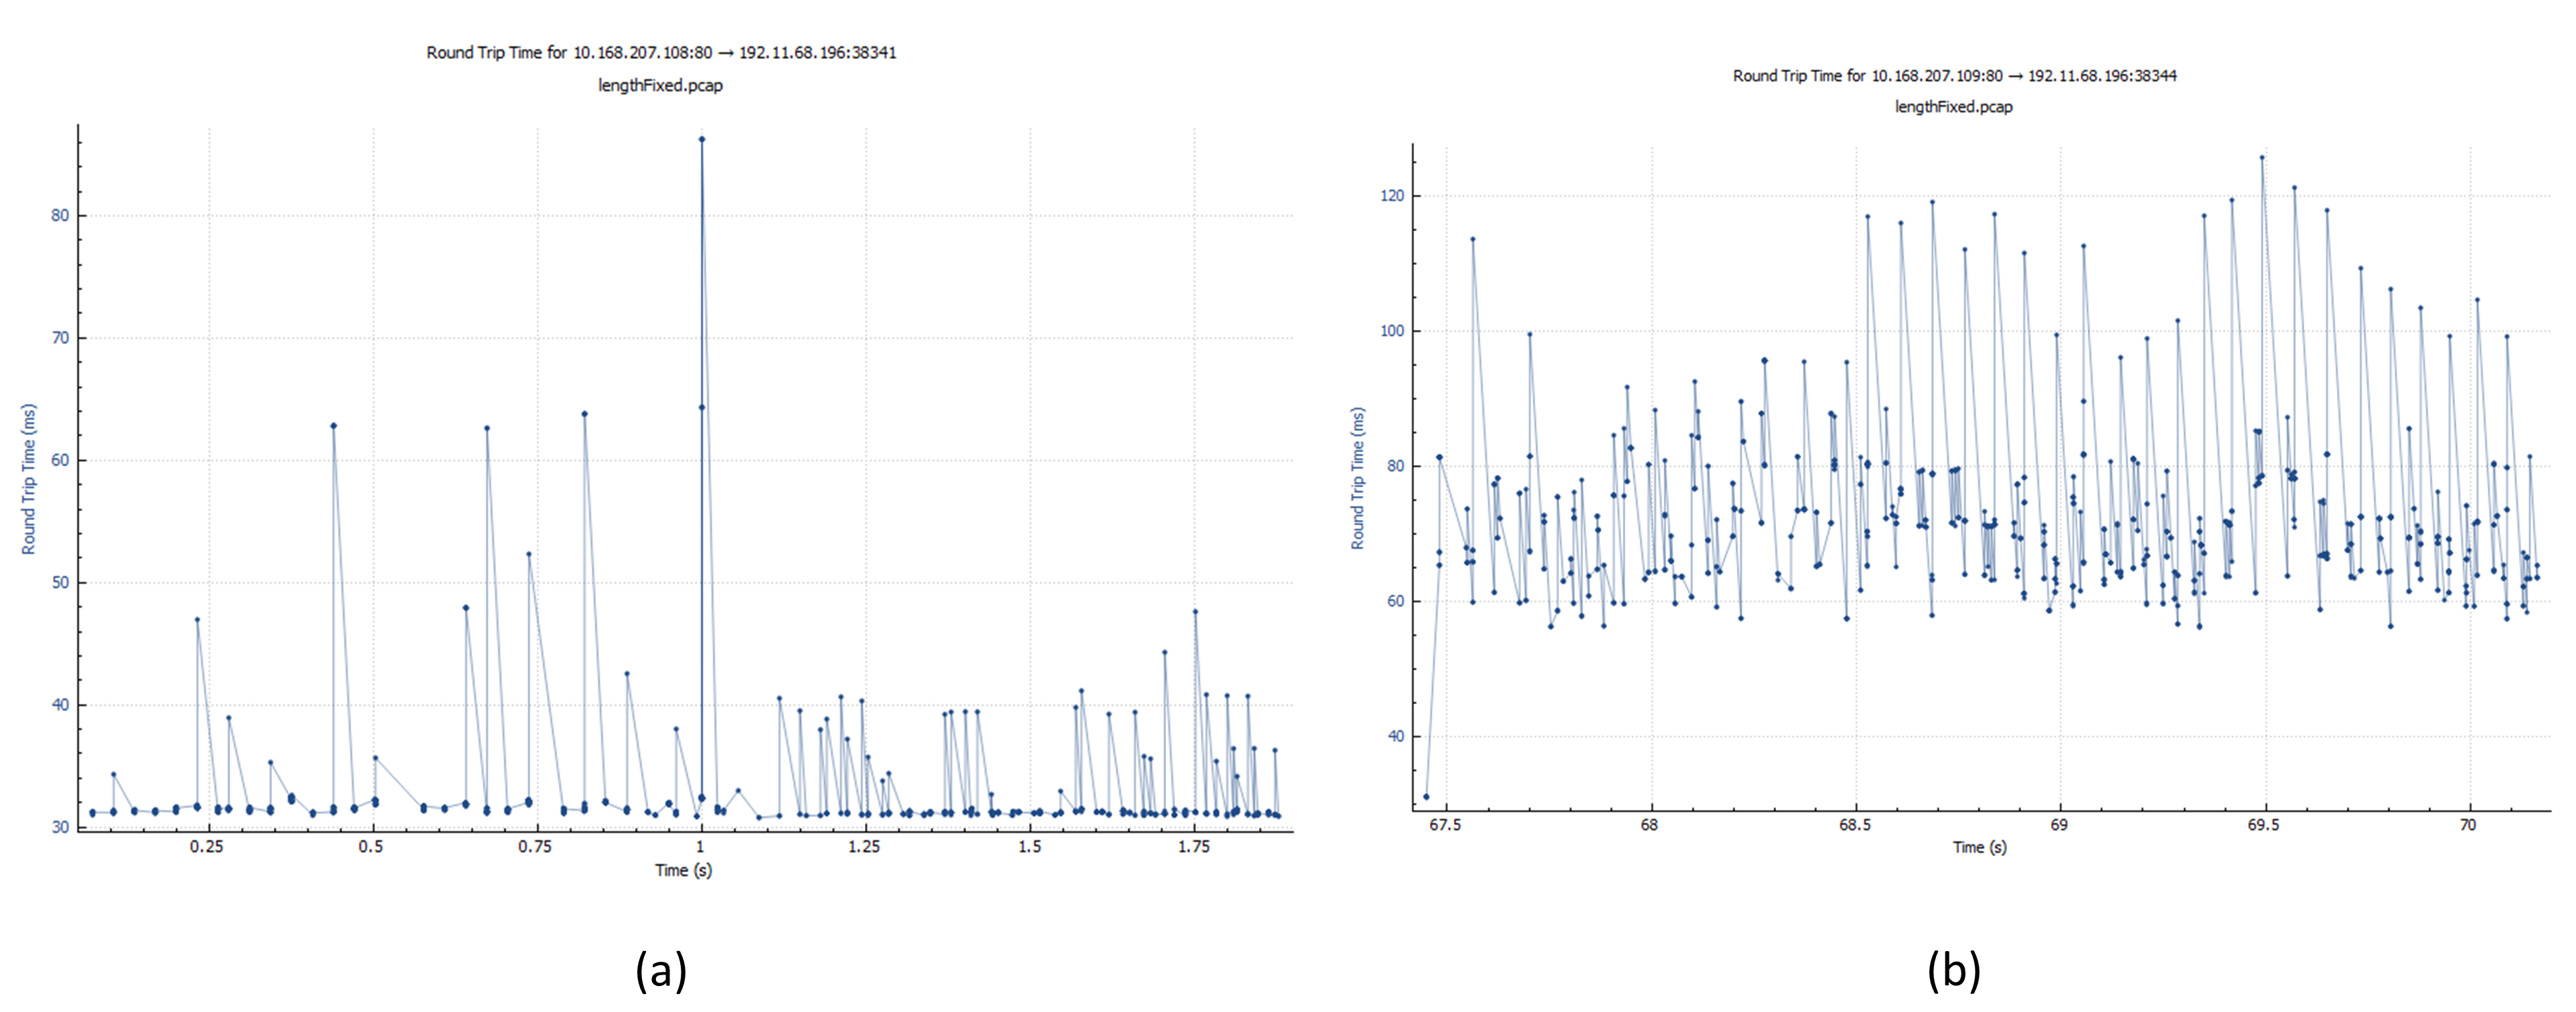 Round Trip Time for 10.168.207.108:80 → 192.11.68.196:38341
lengthFixed.pcap
Round Trip Time (ms)
80
70
60
50
40
30
0.25
0.5
0.75
1
1.25
1.5
1.75
Time (s)
(a)
Round Trip Time for 10.168.207.109:80 → 192.11.68.196:38344
lengthFixed.pcap
Round Trip Time (ms)
120
100
80
60
40
67.5
68
68.5
69
69.5
70
Time (s)
(b)